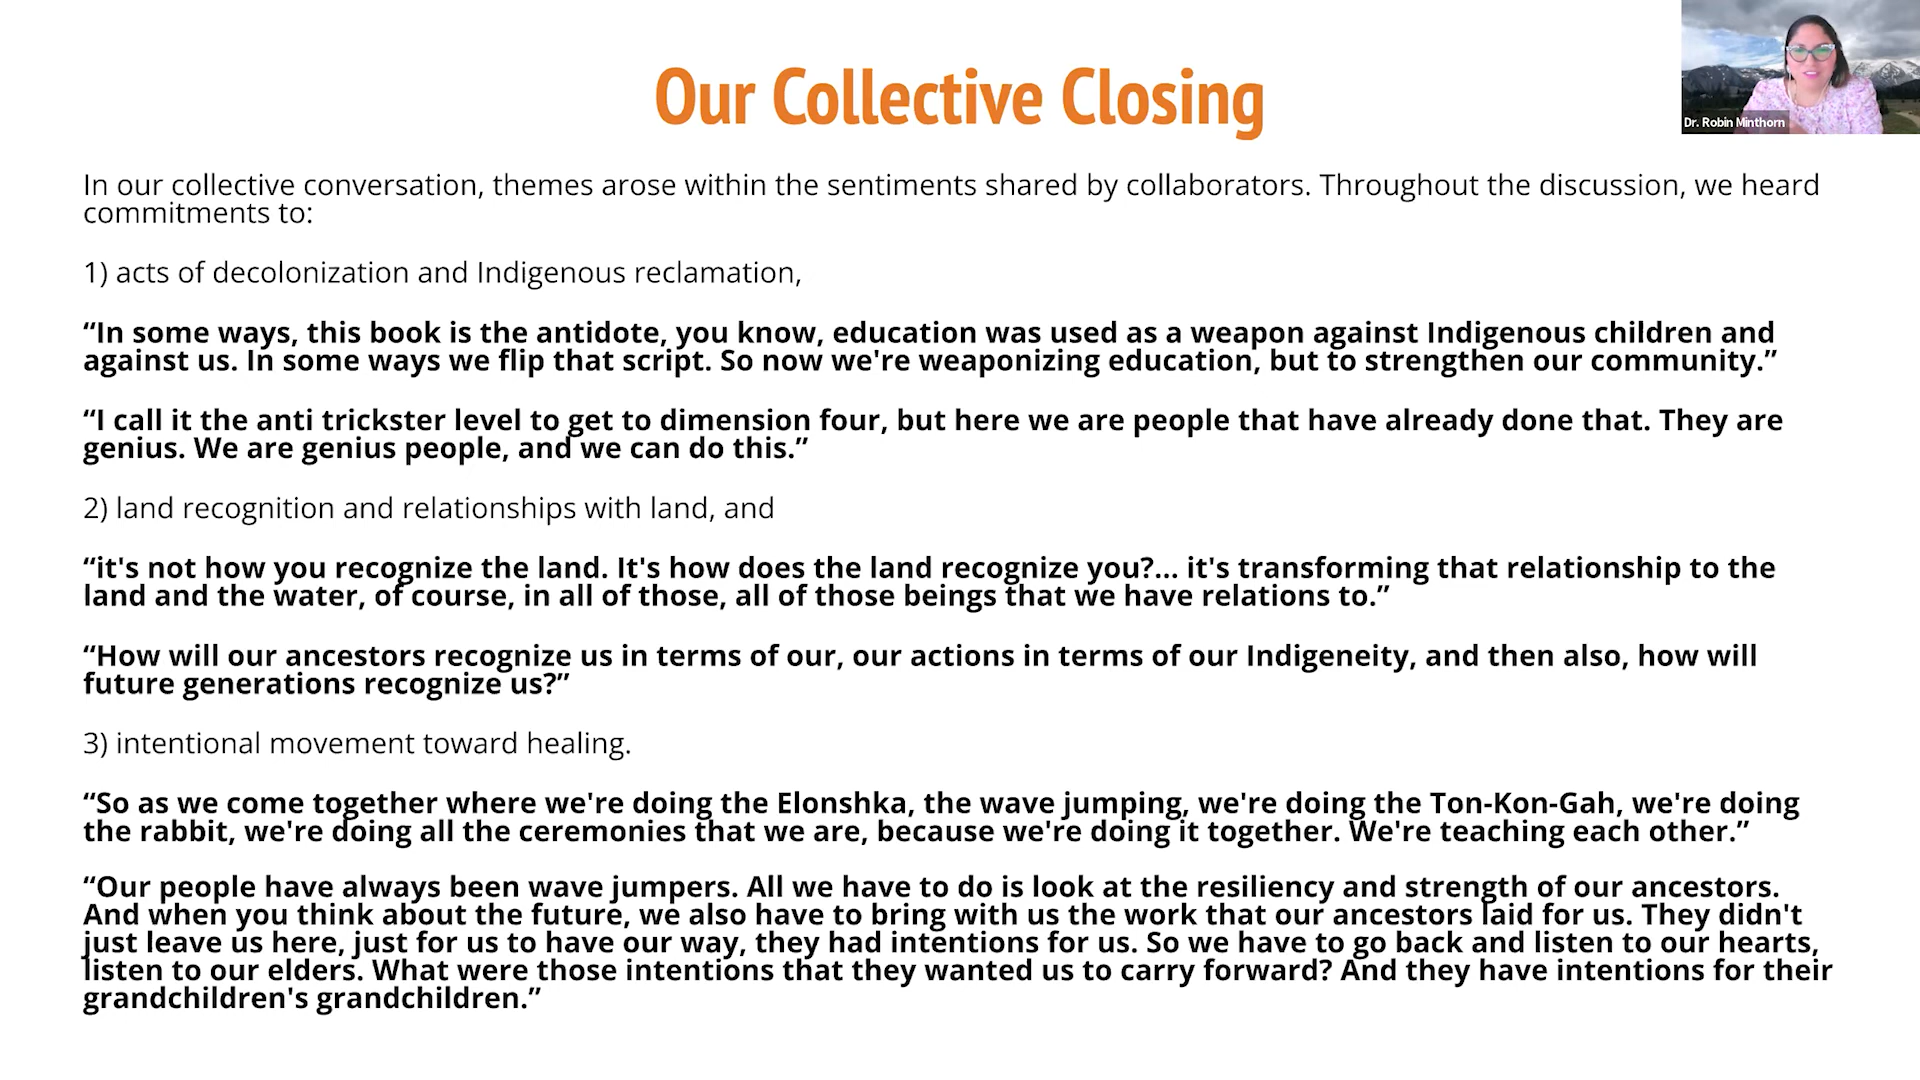 Our Collective Closing
Dr. Robin Minthorn
In our collective conversation, themes arose within the sentiments shared by collaborators. Throughout the discussion, we heard
commitments to:
1) acts of decolonization and Indigenous reclamation,
“In some ways, this book is the antidote, you know, education was used as a weapon against Indigenous children and
against us. In some ways we flip that script. So now we're weaponizing education, but to strengthen our community.”
“I call it the anti trickster level to get to dimension four, but here we are people that have already done that. They are
genius. We are genius people, and we can do this.”
2) land recognition and relationships with land, and
“it's not how you recognize the land. It's how does the land recognize you?... it's transforming that relationship to the
land and the water, of course, in all of those, all of those beings that we have relations to.”
“How will our ancestors recognize us in terms of our, our actions in terms of our Indigeneity, and then also, how will
future generations recognize us?”
3) intentional movement toward healing.
“So as we come together where we're doing the Elonshka, the wave jumping, we're doing the Ton-Kon-Gah, we're doing
the rabbit, we're doing all the ceremonies that we are, because we're doing it together. We're teaching each other.”
“Our people have always been wave jumpers. All we have to do is look at the resiliency and strength of our ancestors.
And when you think about the future, we also have to bring with us the work that our ancestors laid for us. They didn't
just leave us here, just for us to have our way, they had intentions for us. So we have to go back and listen to our hearts,
listen to our elders. What were those intentions that they wanted us to carry forward? And they have intentions for their
grandchildren's grandchildren.”